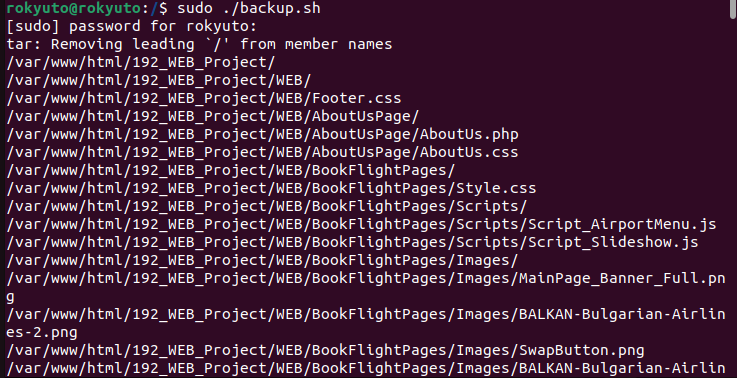 rokyuto@rokyuto:/$ sudo ./backup.sh
[sudo] password for rokyuto:
tar: Removing leading `/' from member names
/var/www/html/192_WEB_Project/
/var/www/html/192_WEB_Project/WEB/
/var/www/html/192_WEB_Project/WEB/Footer.css
/var/www/html/192_WEB_Project/WEB/AboutUsPage/
/var/www/html/192_WEB_Project/WEB/AboutUsPage/AboutUs.php
/var/www/html/192_WEB_Project/WEB/AboutUsPage/AboutUs.css
/var/www/html/192_WEB_Project/WEB/BookFlightPages/
/var/www/html/192_WEB_Project/WEB/BookFlightPages/Style.css
/var/www/html/192_WEB_Project/WEB/BookFlightPages/Scripts/
/var/www/html/192_WEB_Project/WEB/BookFlightPages/Scripts/Script_AirportMenu.js
/var/www/html/192_WEB_Project/WEB/BookFlightPages/Scripts/Script_Slideshow.js
/var/www/html/192_WEB_Project/WEB/BookFlightPages/Images/
/var/www/html/192_WEB_Project/WEB/BookFlightPages/Images/MainPage_Banner_Full.pn
g
/var/www/html/192_WEB_Project/WEB/BookFlightPages/Images/BALKAN-Bulgarian-Airlin
es-2.png
/var/www/html/192_WEB_Project/WEB/BookFlightPages/Images/SwapButton.png
/var/www/html/192_WEB_Project/WEB/BookFlightPages/Images/BALKAN-Bulgarian-Airlin